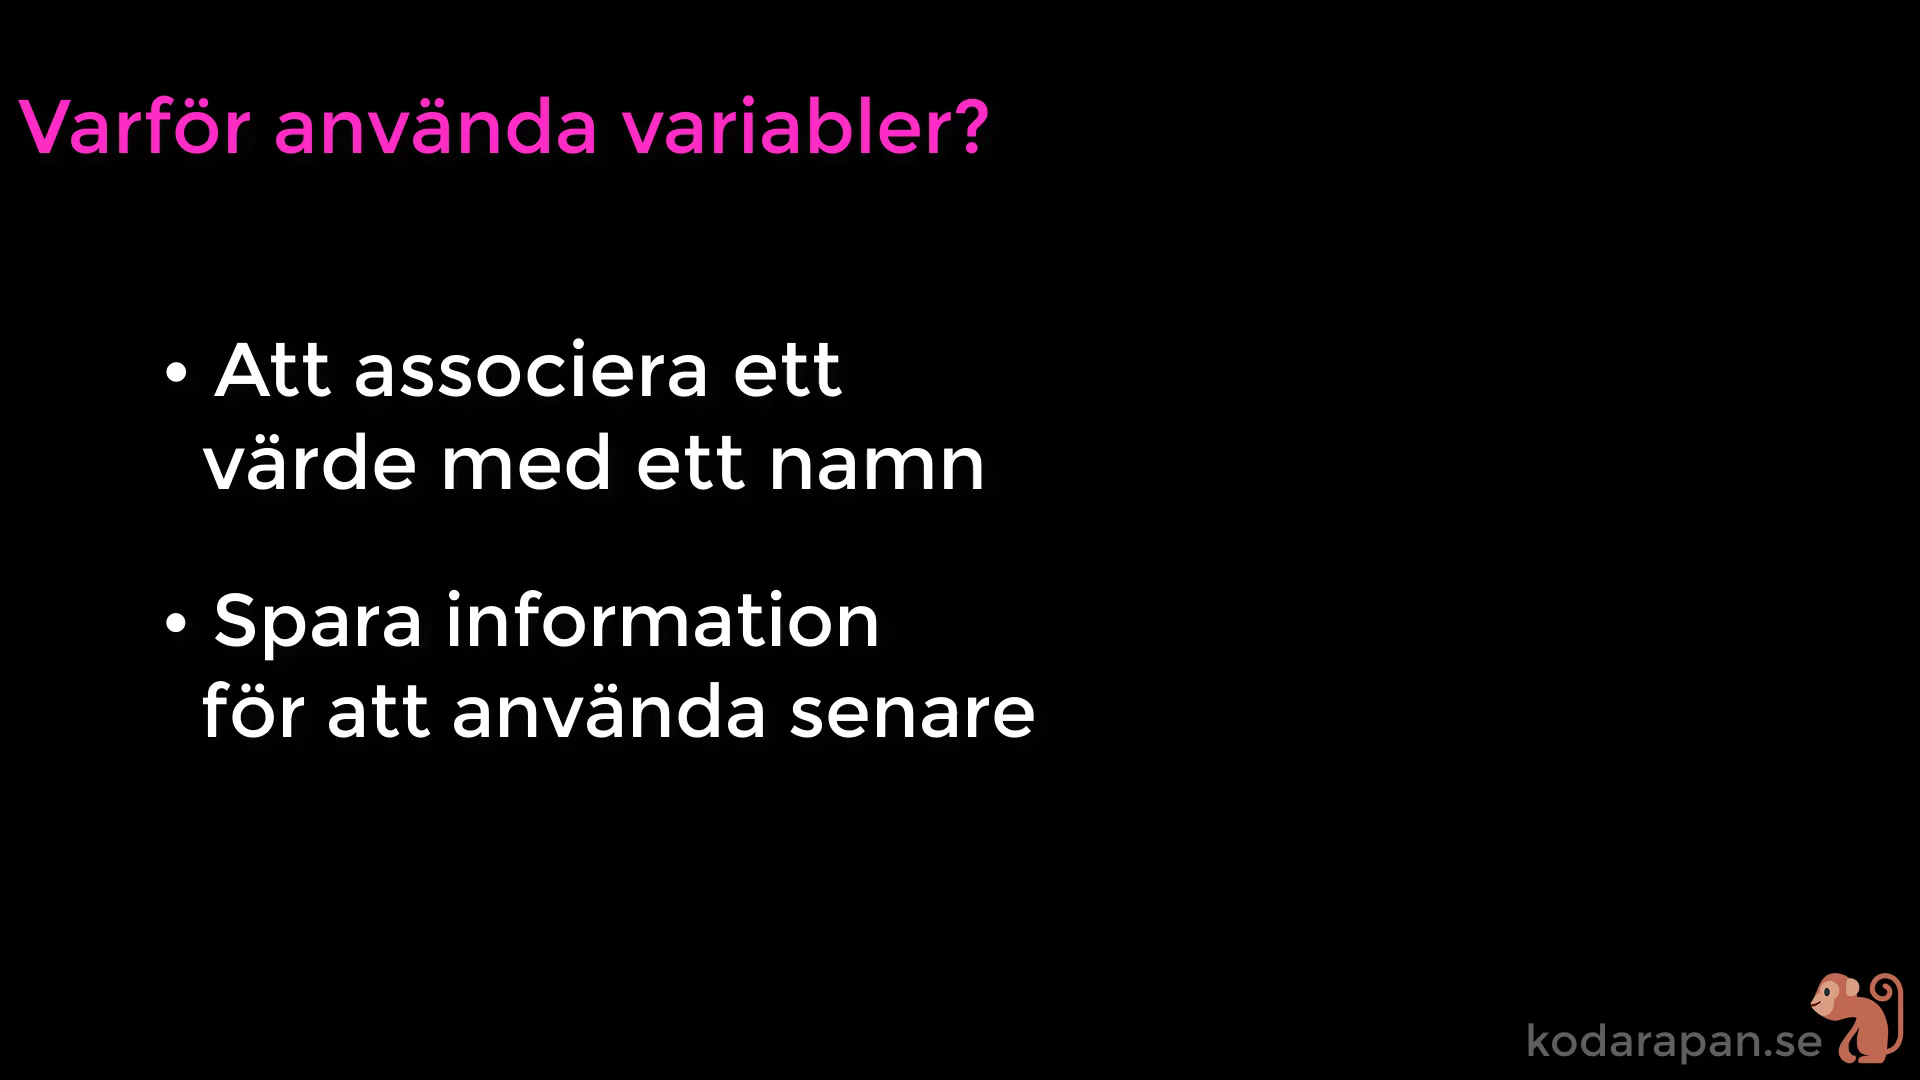 Varför använda variabler?
• Att associera ett
värde med ett namn
• Spara information
för att använda senare
kodarapan.se